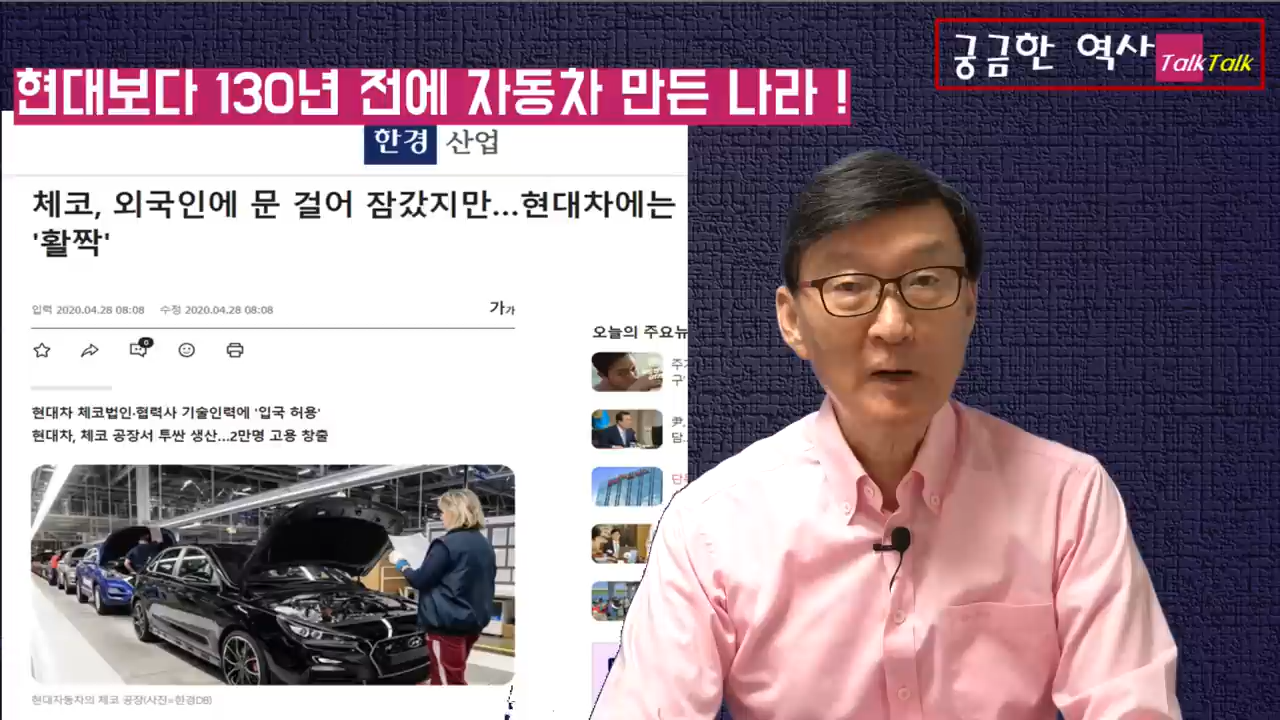 궁금한 역사 TalkTalk
현대보다 130년 전에 자동차 만든 나라 !
한경 산업
체코, 외국인에 문 걸어 잠갔지만...현대차에는
'활짝'
입력 2020.04.28 08:08 수정 2020.04.28 08:08
가가
오늘의 주요뉴
0
현대차 체코법인·협력사 기술인력에 '입국 허용'
현대차, 체코 공장서 투싼 생산...2만명 고용 창출
尹,
담...
현대자동차의 체코 공장(사진=한경DB)